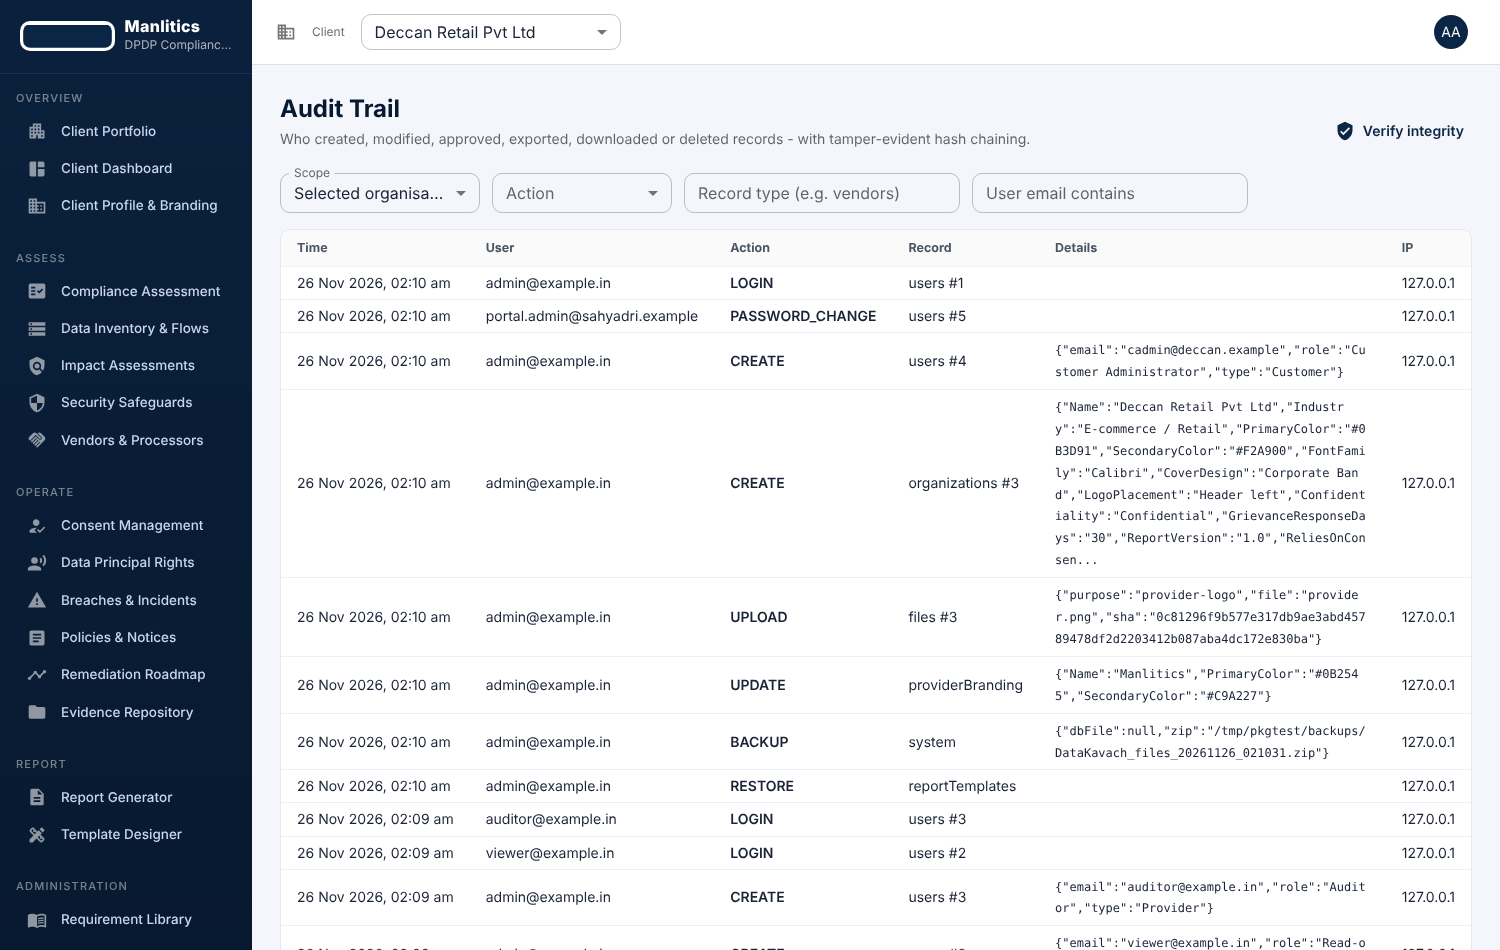 Manlitics
DPDP Complianc...
Client
Deccan Retail Pvt Ltd
AA
OVERVIEW
Client Portfolio
Client Dashboard
Client Profile & Branding
ASSESS
Compliance Assessment
Data Inventory & Flows
Impact Assessments
Security Safeguards
Vendors & Processors
OPERATE
Consent Management
Data Principal Rights
Breaches & Incidents
Policies & Notices
Remediation Roadmap
Evidence Repository
REPORT
Report Generator
Template Designer
ADMINISTRATION
Requirement Library
Audit Trail
Who created, modified, approved, exported, downloaded or deleted records - with tamper-evident hash chaining.
Verify integrity
Scope
Selected organisa...
Action
Record type (e.g. vendors)
User email contains
Time User Action Record Details IP
26 Nov 2026, 02:10 am admin@example.in LOGIN users #1 127.0.0.1
26 Nov 2026, 02:10 am portal.admin@sahyadri.example PASSWORD_CHANGE users #5 127.0.0.1
26 Nov 2026, 02:10 am admin@example.in CREATE users #4
{"email":"cadmin@deccan.example","role":"Cu
stomer Administrator","type":"Customer"}
127.0.0.1
26 Nov 2026, 02:10 am admin@example.in CREATE organizations #3
{"Name":"Deccan Retail Pvt Ltd","Industr
y":"E-commerce / Retail","PrimaryColor":"#0
B3D91","SecondaryColor":"#F2A900","FontFami
ly":"Calibri","CoverDesign":"Corporate Ban
d","LogoPlacement":"Header left","Confident
iality":"Confidential","GrievanceResponseDa
ys":"30","ReportVersion":"1.0","ReliesOnCon
sen...
127.0.0.1
26 Nov 2026, 02:10 am admin@example.in UPLOAD files #3
{"purpose":"provider-logo","file":"provide
r.png","sha":"0c81296f9b577e317db9ae3abd457
89478df2d2203412b087aba4dc172e830ba"}
127.0.0.1
26 Nov 2026, 02:10 am admin@example.in UPDATE providerBranding
{"Name":"Manlitics","PrimaryColor":"#0B254
5","SecondaryColor":"#C9A227"}
127.0.0.1
26 Nov 2026, 02:10 am admin@example.in BACKUP system
{"dbFile":null,"zip":"/tmp/pkgtest/backups/
DataKavach_files_20261126_021031.zip"}
127.0.0.1
26 Nov 2026, 02:10 am admin@example.in RESTORE reportTemplates 127.0.0.1
26 Nov 2026, 02:09 am auditor@example.in LOGIN users #3 127.0.0.1
26 Nov 2026, 02:09 am viewer@example.in LOGIN users #2 127.0.0.1
26 Nov 2026, 02:09 am admin@example.in CREATE users #3
{"email":"auditor@example.in","role":"Audit
or","type":"Provider"}
127.0.0.1
{"email":"viewer@example.in","role":"Read-o